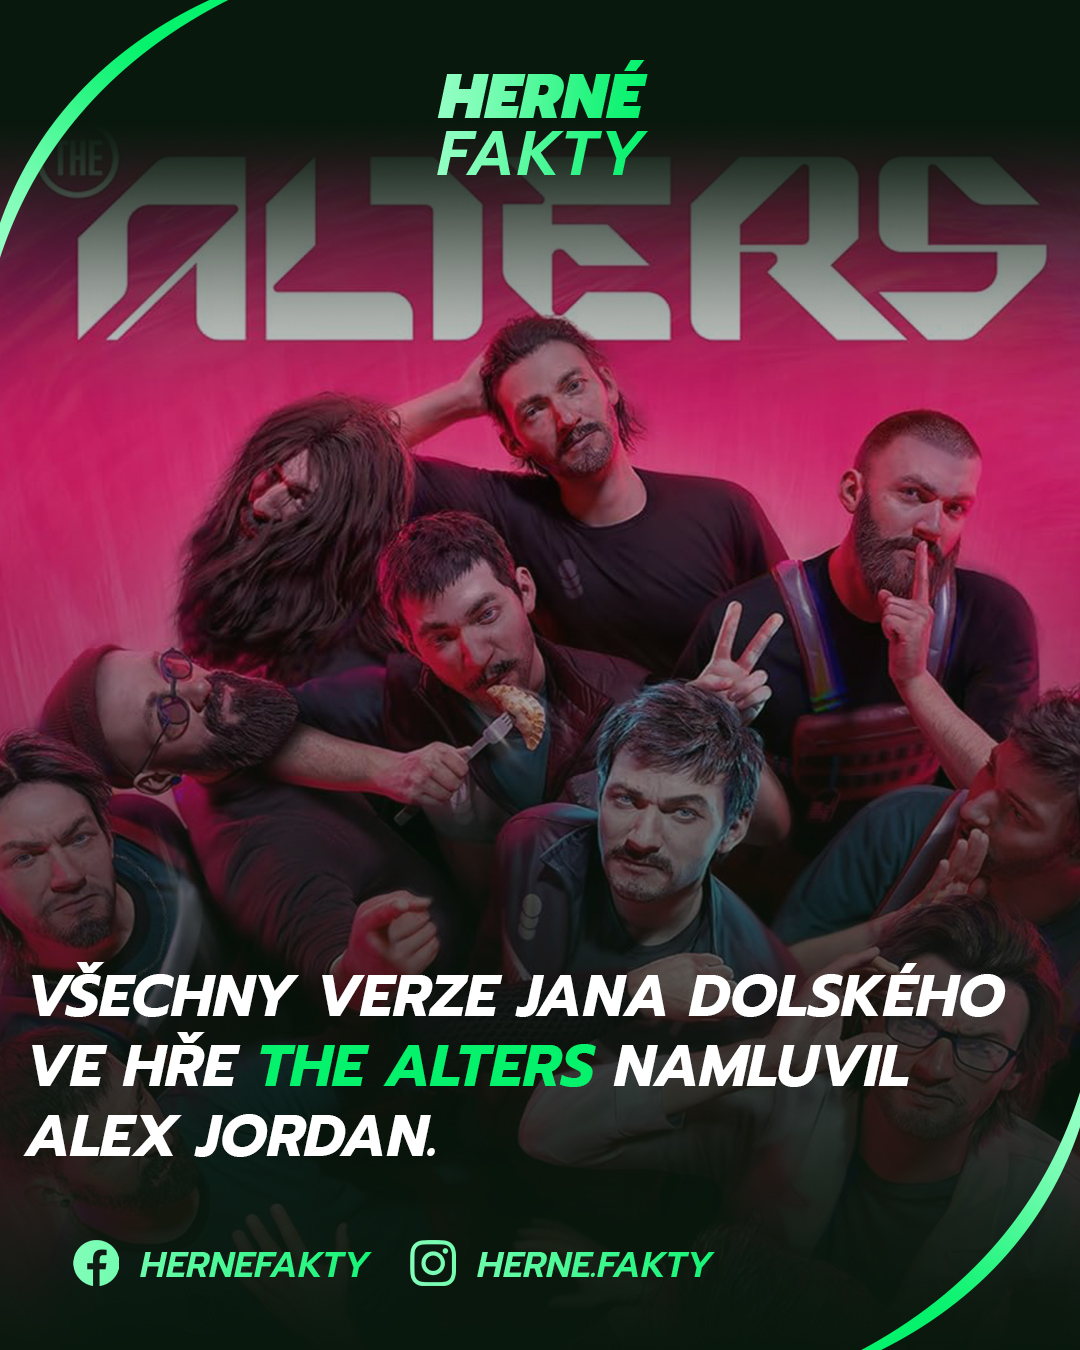 HERNÉ
FAKTY
THE
ALTERS
VŠECHNY VERZE JANA DOLSKÉHO
VE HŘE THE ALTERS NAMLUVIL
ALEX JORDAN.
HERNEFAKTY HERNE.FAKTY